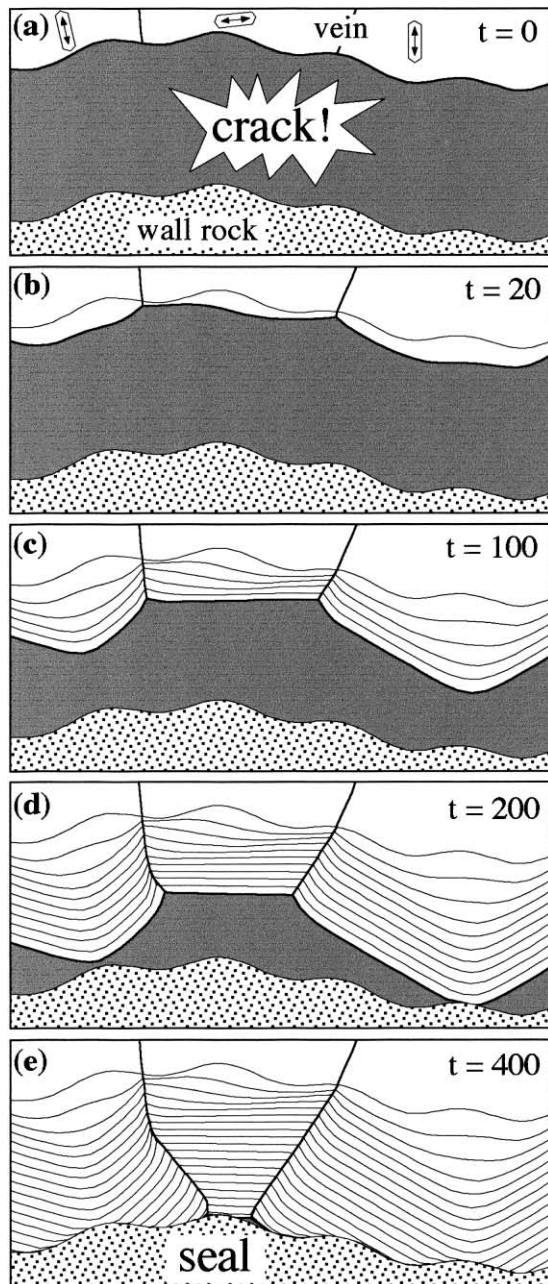 (a) vein t = 0
crack!
wall rock
(b) t = 20
(c) t = 100
(d) t = 200
(e) t = 400
seal